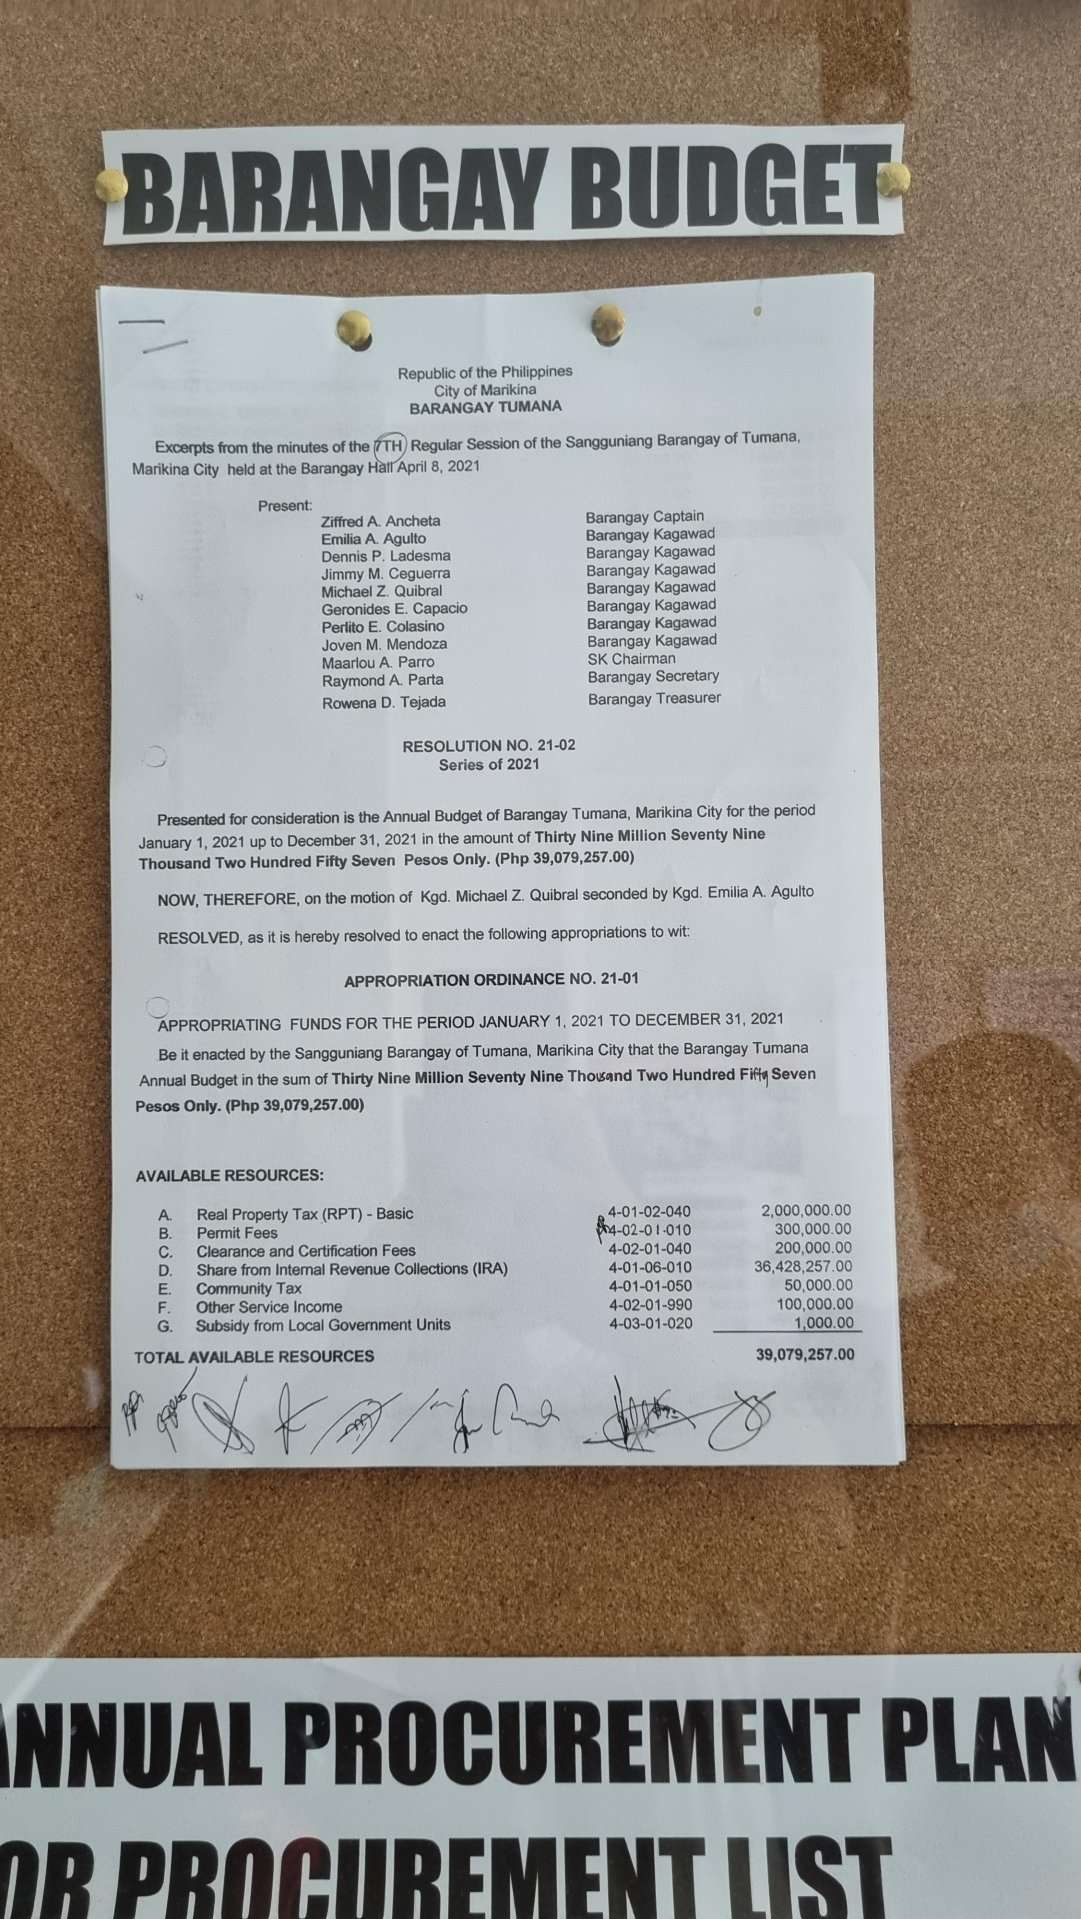 BARANGAY BUDGET
Republic of the Philippines
City of Marikina
BARANGAY TUMANA
Excerpts from the minutes of the 7TH Regular Session of the Sangguniang Barangay of Tumana,
Marikina City held at the Barangay Hall April 8, 2021
Present:
Ziffred A. Ancheta Barangay Captain
Emilia A. Agulto Barangay Kagawad
Dennis P. Ladesma Barangay Kagawad
Jimmy M. Ceguerra Barangay Kagawad
Michael Z. Quibral Barangay Kagawad
Geronides E. Capacio Barangay Kagawad
Perlito E. Colasino Barangay Kagawad
Joven M. Mendoza Barangay Kagawad
Maarlou A. Parro SK Chairman
Raymond A. Parta Barangay Secretary
Rowena D. Tejada Barangay Treasurer
RESOLUTION NO. 21-02
Series of 2021
Presented for consideration is the Annual Budget of Barangay Tumana, Marikina City for the period
January 1, 2021 up to December 31, 2021 in the amount of Thirty Nine Million Seventy Nine
Thousand Two Hundred Fifty Seven Pesos Only. (Php 39,079,257.00)
NOW, THEREFORE, on the motion of Kgd. Michael Z. Quibral seconded by Kgd. Emilia A. Agulto
RESOLVED, as it is hereby resolved to enact the following appropriations to wit:
APPROPRIATION ORDINANCE NO. 21-01
APPROPRIATING FUNDS FOR THE PERIOD JANUARY 1, 2021 TO DECEMBER 31, 2021
Be it enacted by the Sangguniang Barangay of Tumana, Marikina City that the Barangay Tumana
Annual Budget in the sum of Thirty Nine Million Seventy Nine Thousand Two Hundred Fifty Seven
Pesos Only. (Php 39,079,257.00)
AVAILABLE RESOURCES:
A. Real Property Tax (RPT) - Basic 4-01-02-040 2,000,000.00
B. Permit Fees 4-02-01-010 300,000.00
C. Clearance and Certification Fees 4-02-01-040 200,000.00
D. Share from Internal Revenue Collections (IRA) 4-01-06-010 36,428,257.00
E. Community Tax 4-01-01-050 50,000.00
F. Other Service Income 4-02-01-990 100,000.00
G. Subsidy from Local Government Units 4-03-01-020 1,000.00
TOTAL AVAILABLE RESOURCES 39,079,257.00
ANNUAL PROCUREMENT PLAN
OR PROCUREMENT LIST